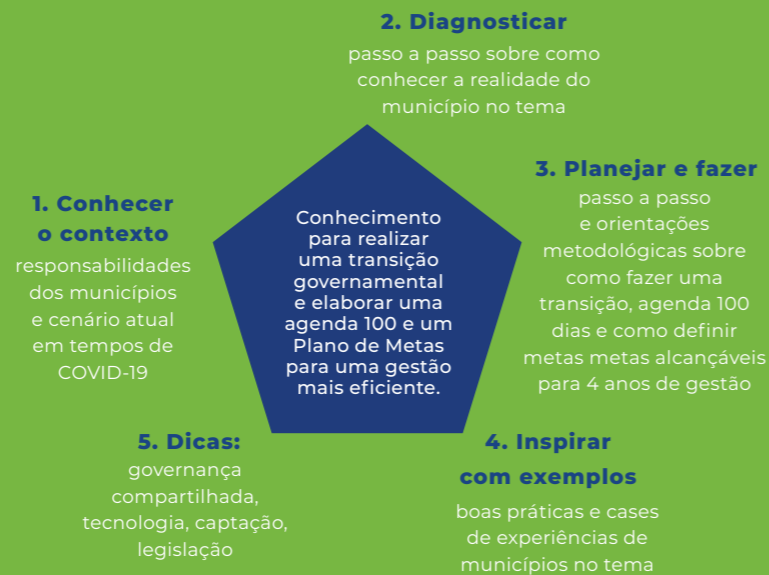 2. Diagnosticar
passo a passo sobre como
conhecer a realidade do
município no tema
1. Conhecer
o contexto
responsabilidades
dos municípios
e cenário atual
em tempos de
COVID-19
Conhecimento
para realizar
uma transição
governamental
e elaborar uma
agenda 100 e um
Plano de Metas
para uma gestão
mais eficiente.
3. Planejar e fazer
passo a passo
e orientações
metodológicas sobre
como fazer uma
transição, agenda 100
dias e como definir
metas metas alcançáveis
para 4 anos de gestão
5. Dicas:
governança
compartilhada,
tecnologia, captação,
legislação
4. Inspirar
com exemplos
boas práticas e cases
de experiências de
municípios no tema